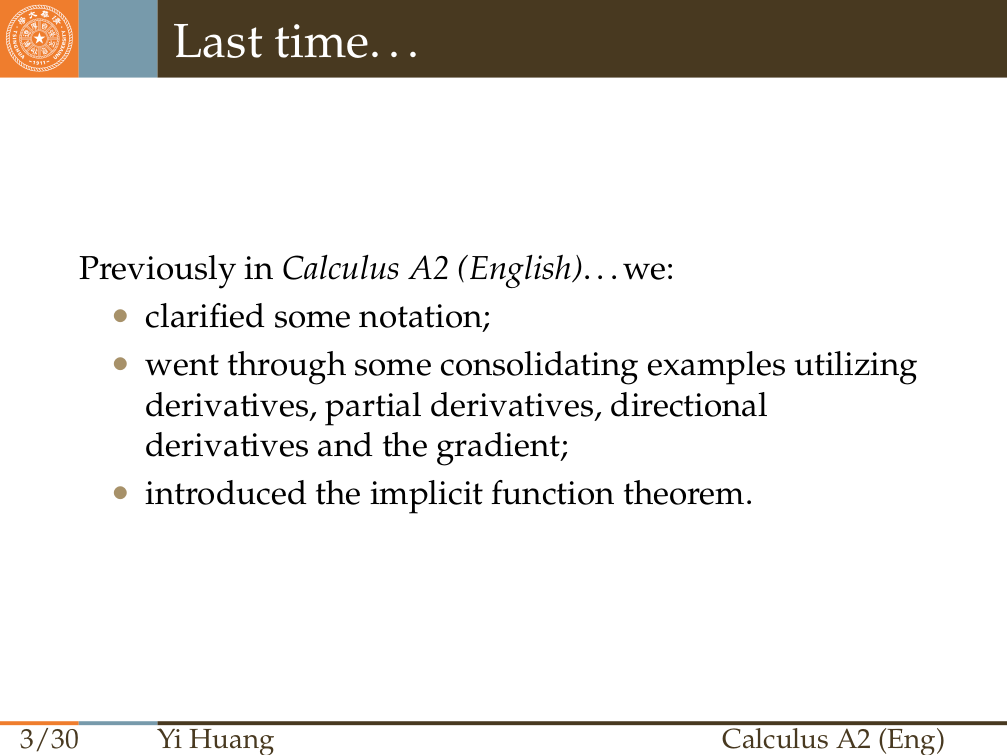 Last time. . .
Previously in Calculus A2 (English). . . we:
• clarified some notation;
• went through some consolidating examples utilizing
derivatives, partial derivatives, directional
derivatives and the gradient;
• introduced the implicit function theorem.
3/30 Yi Huang Calculus A2 (Eng)